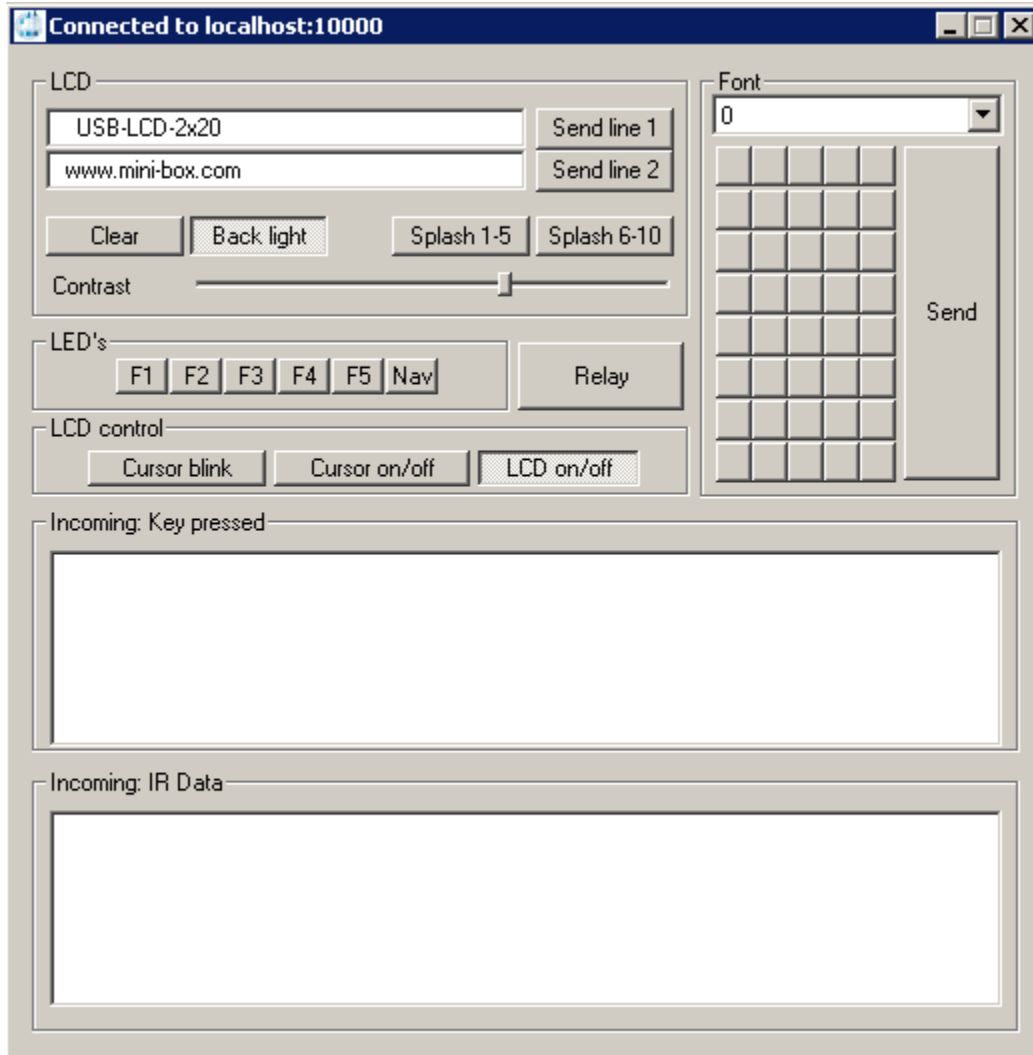 Connected to localhost:10000
LCD
USB-LCD-2x20
Send line 1
www.mini-box.com
Send line 2
Clear
Back light
Splash 1-5
Splash 6-10
Contrast
Font
0
Send
LED's
F1
F2
F3
F4
F5
Nav
Relay
LCD control
Cursor blink
Cursor on/off
LCD on/off
Incoming: Key pressed
Incoming: IR Data